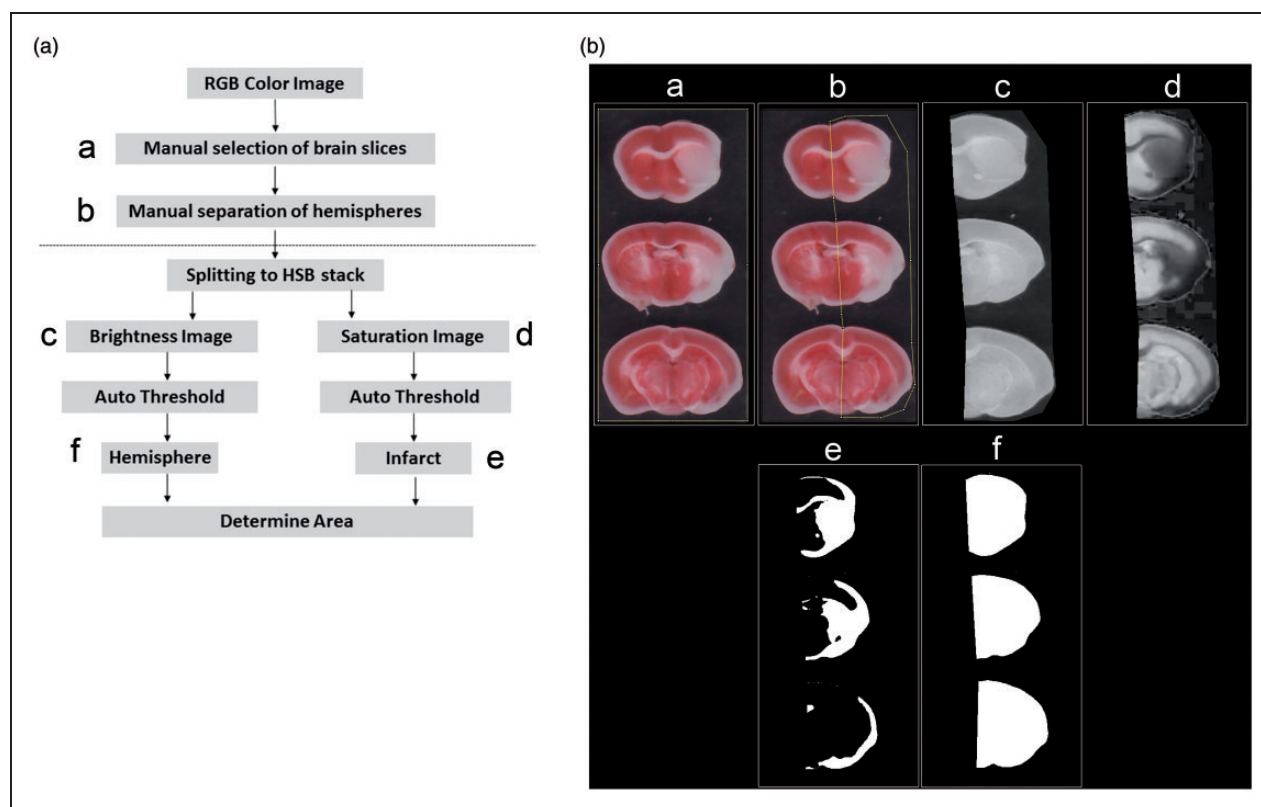 (a)
RGB Color Image
a Manual selection of brain slices
b Manual separation of hemispheres
Splitting to HSB stack
c Brightness Image Saturation Image d
Auto Threshold Auto Threshold
f Hemisphere Infarct e
Determine Area
(b)
a b c d
e f